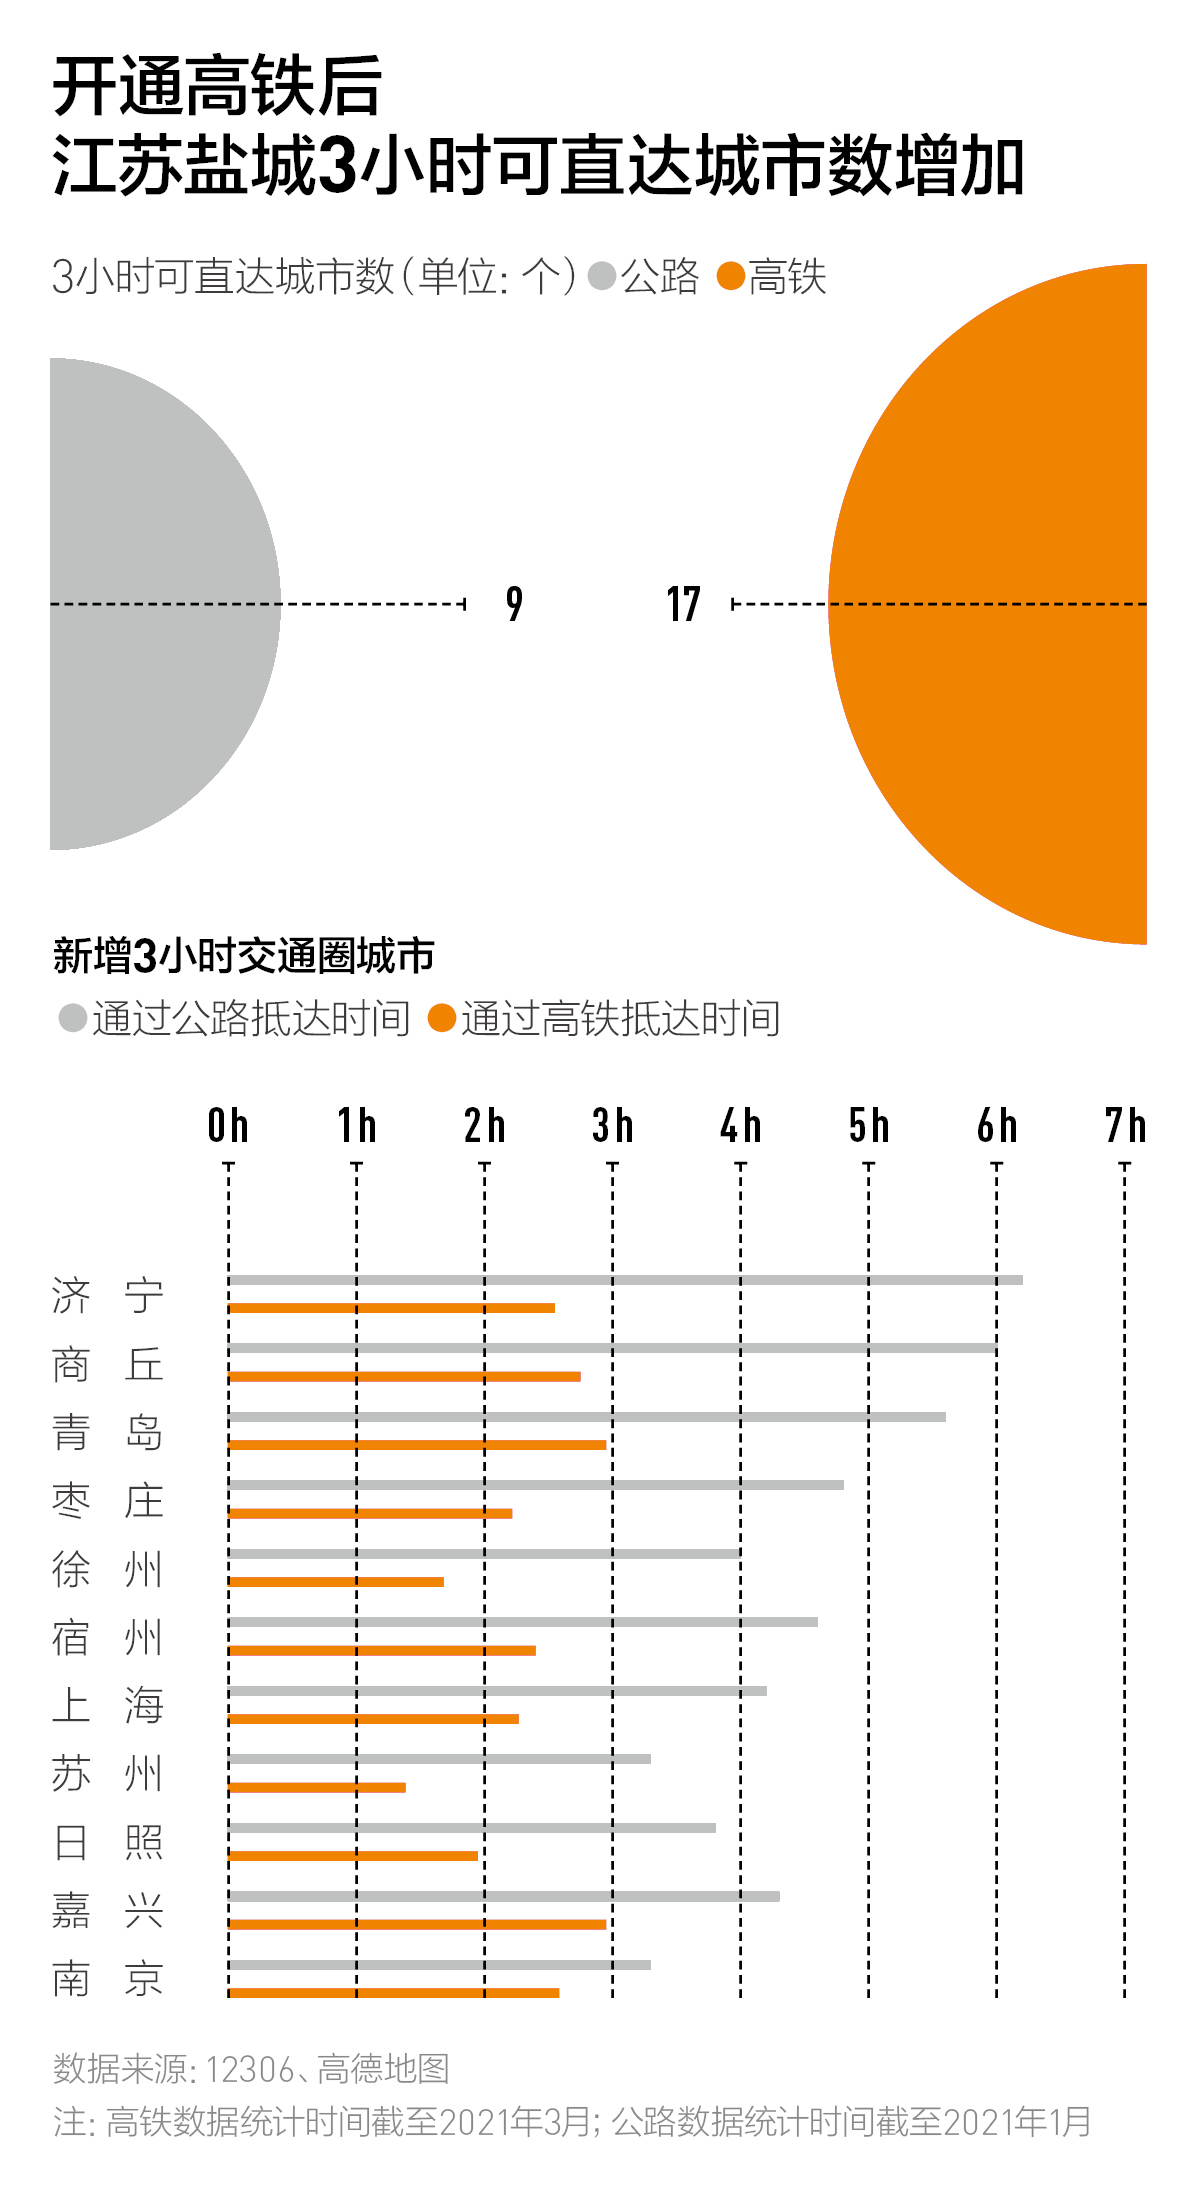 开通高铁后
江苏盐城3小时可直达城市数增加
3小时可直达城市数（单位：个） 公路 高铁
9 17
新增3小时交通圈城市
通过公路抵达时间 通过高铁抵达时间
0h 1h 2h 3h 4h 5h 6h 7h
济宁
商丘
青岛
枣庄
徐州
宿州
上海
苏州
日照
嘉兴
南京
数据来源：12306、高德地图
注：高铁数据统计时间截至2021年3月；公路数据统计时间截至2021年1月